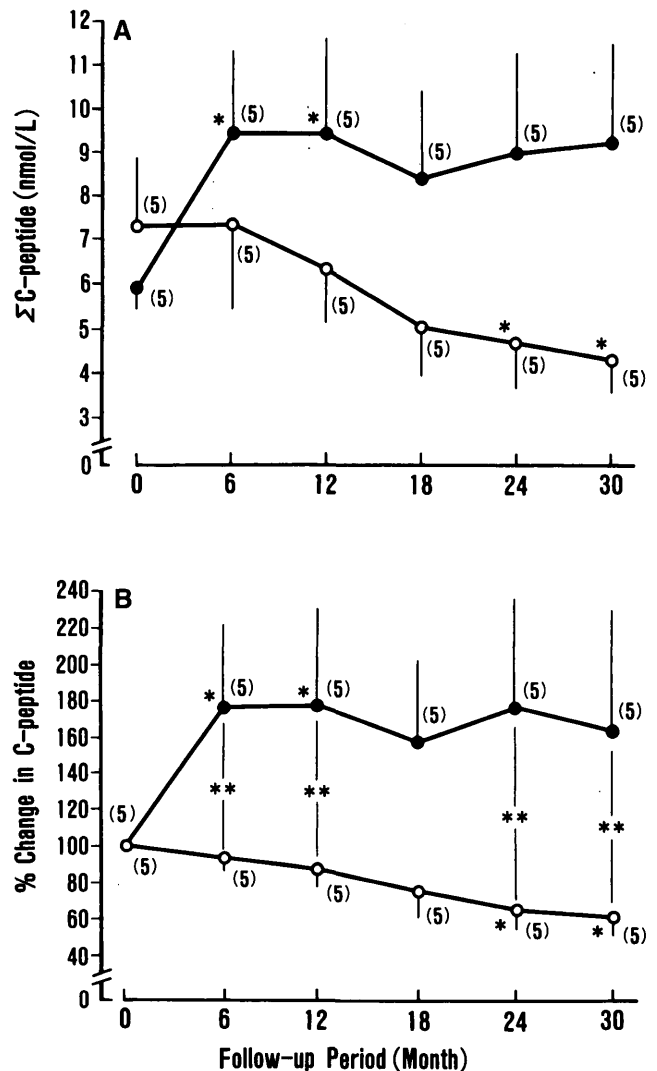 A
12
11
10
9
8
7
6
5
4
3
0
ΣC-peptide (nmol/L)
* (5) * (5) (5) (5) (5)
(5) (5) (5) (5) * (5) * (5)
(5)
0 6 12 18 24 30
B
240
220
200
180
160
140
120
100
80
60
40
0
% Change in C-peptide
* (5) * (5) (5) (5) (5)
** ** ** **
(5)
(5) (5) (5) (5) * (5) * (5)
0 6 12 18 24 30
Follow-up Period (Month)